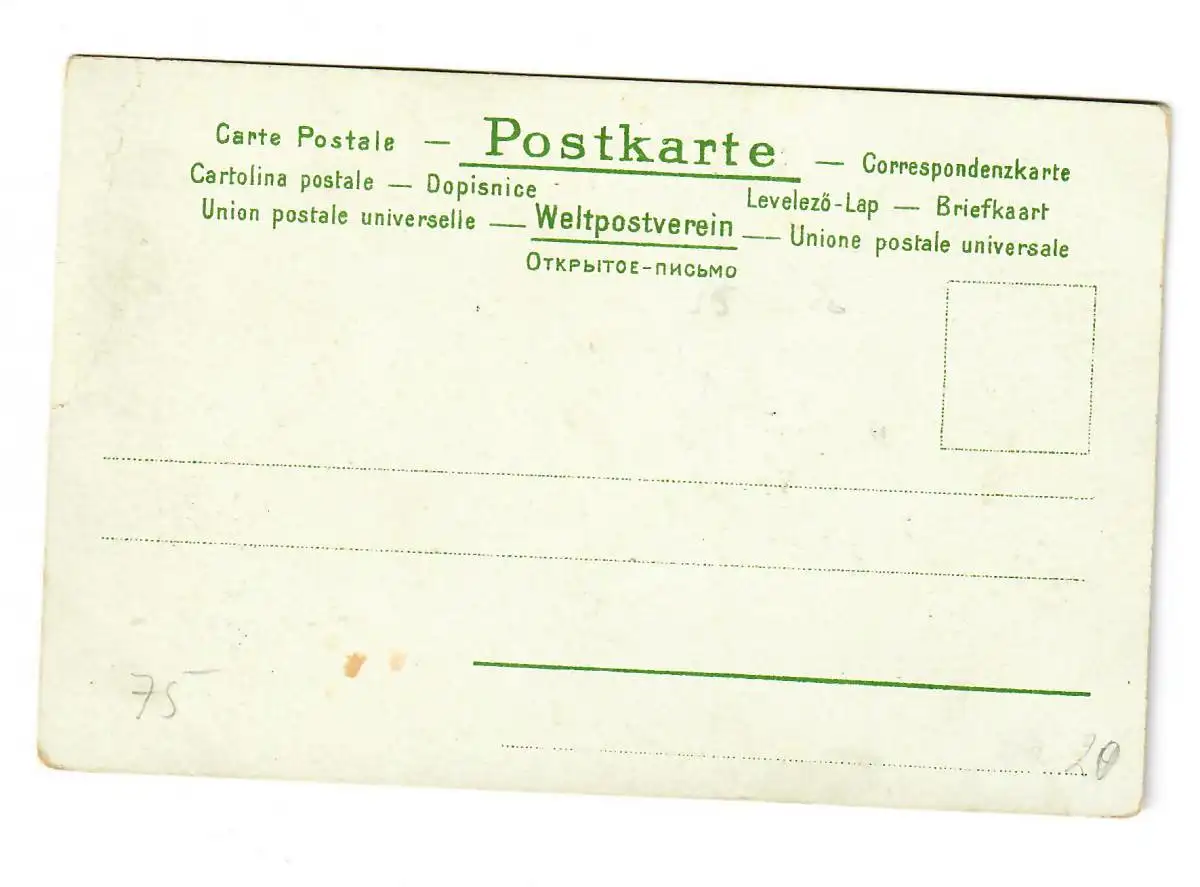 Carte Postale — Postkarte — Correspondenzkarte
Cartolina postale — Dopisnice Levelező-Lap — Briefkaart
Union postale universelle — Weltpostverein — Unione postale universale
Открытое-письмо
75
20